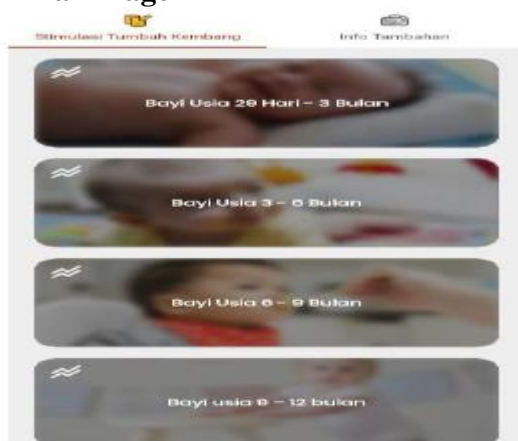 Stimulasi Tumbuh Kembang
Info Tambahan
Bayi Usia 29 Hari - 3 Bulan
Bayi Usia 3 - 6 Bulan
Bayi Usia 6 - 9 Bulan
Bayi usia 9 - 12 bulan